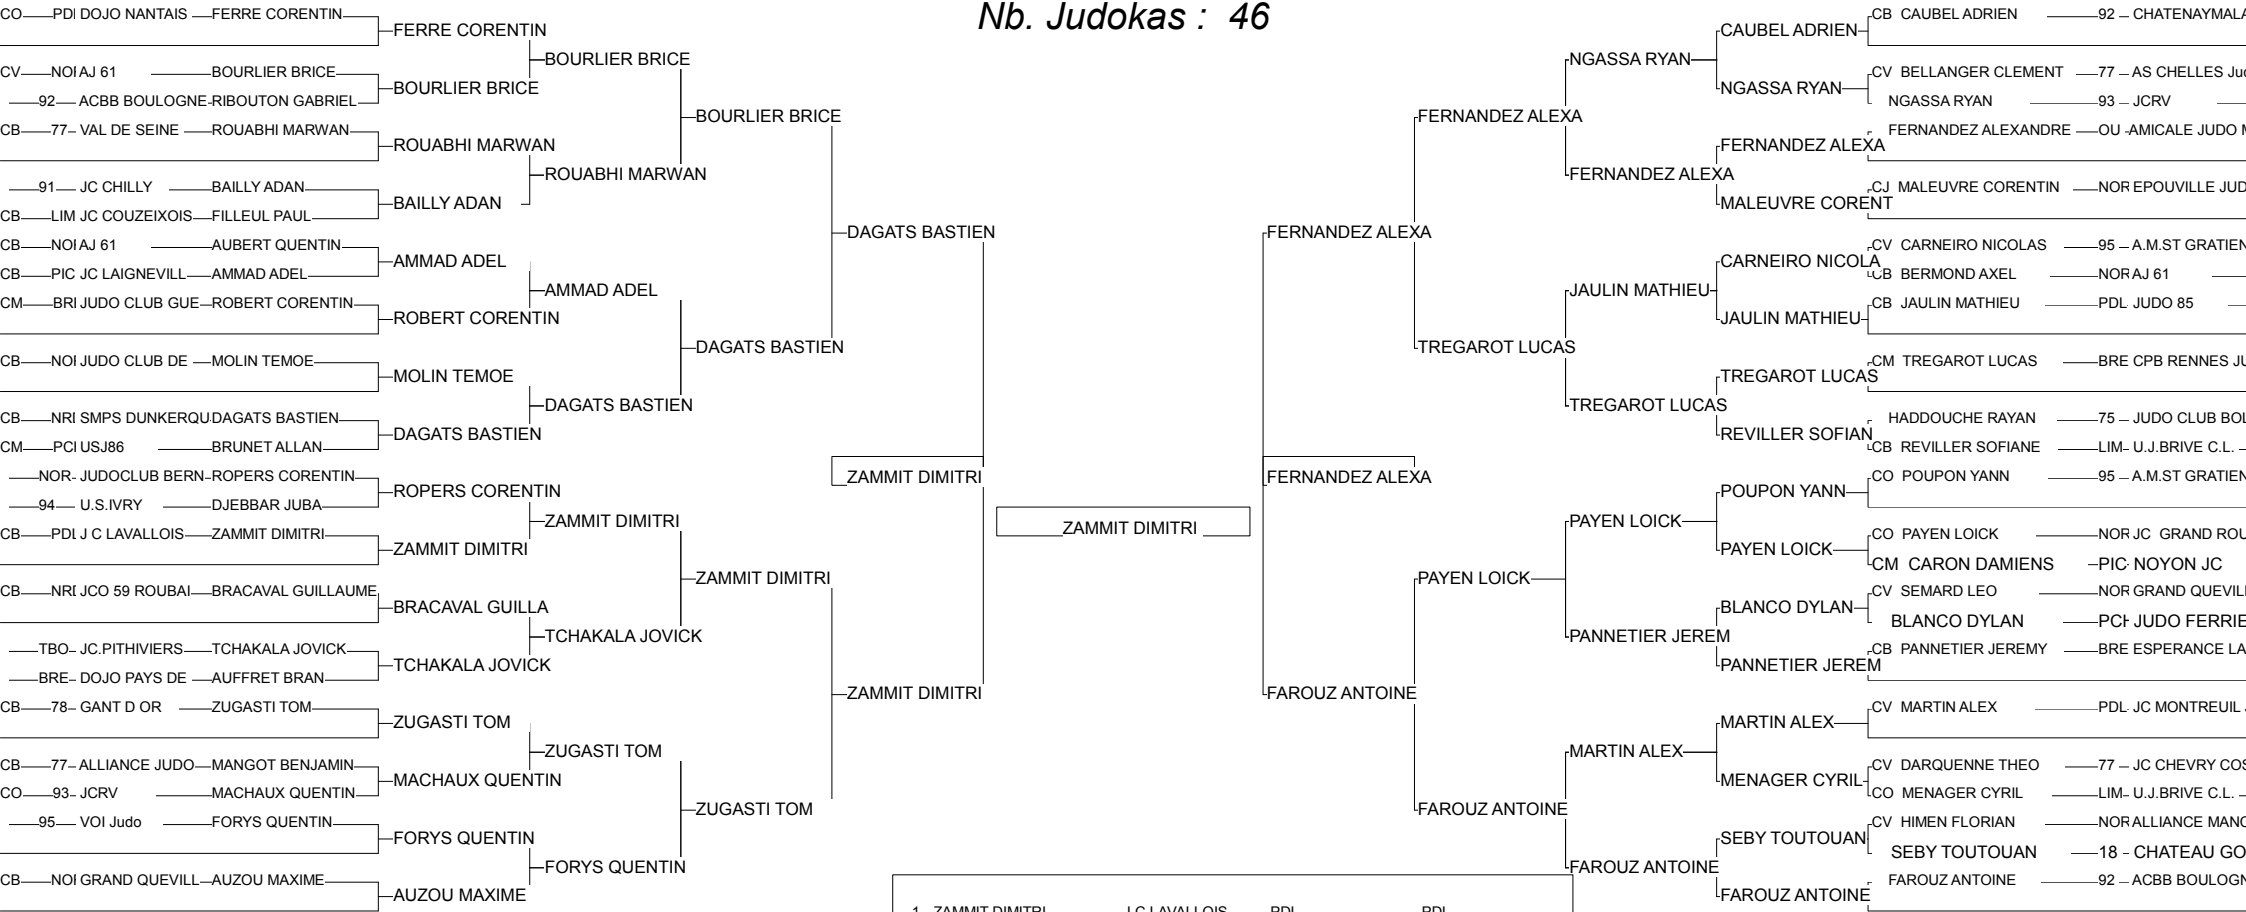 Nb. Judokas : 46
CO PDI DOJO NANTAIS FERRE CORENTIN
CV NOI AJ 61 BOURLIER BRICE
92 ACBB BOULOGNE RIBOUTON GABRIEL
CB 77 VAL DE SEINE ROUABHI MARWAN
91 JC CHILLY BAILLY ADAN
CB LIM JC COUZEIXOIS FILLEUL PAUL
CB NOI AJ 61 AUBERT QUENTIN
CB PIC JC LAIGNEVILL AMMAD ADEL
CM BRI JUDO CLUB GUE ROBERT CORENTIN
CB NOI JUDO CLUB DE MOLIN TEMOE
CB NRI SMPS DUNKERQU DAGATS BASTIEN
CM PCI USJ86 BRUNET ALLAN
NOR JUDOCLUB BERN ROPERS CORENTIN
94 U.S.IVRY DJEBBAR JUBA
CB PDL J C LAVALLOIS ZAMMIT DIMITRI
CB NRI JCO 59 ROUBAI BRACAVAL GUILLAUME
TBO JC.PITHIVIERS TCHAKALA JOVICK
BRE DOJO PAYS DE AUFFRET BRAN
CB 78 GANT D OR ZUGASTI TOM
CB 77 ALLIANCE JUDO MANGOT BENJAMIN
CO 93 JCRV MACHAUX QUENTIN
95 VOI Judo FORYS QUENTIN
CB NOI GRAND QUEVILL AUZOU MAXIME
FERRE CORENTIN
BOURLIER BRICE
ROUABHI MARWAN
BAILLY ADAN
AMMAD ADEL
ROBERT CORENTIN
MOLIN TEMOE
DAGATS BASTIEN
ROPERS CORENTIN
ZAMMIT DIMITRI
BRACAVAL GUILLA
TCHAKALA JOVICK
ZUGASTI TOM
MACHAUX QUENTIN
FORYS QUENTIN
AUZOU MAXIME
BOURLIER BRICE
ROUABHI MARWAN
AMMAD ADEL
DAGATS BASTIEN
ZAMMIT DIMITRI
TCHAKALA JOVICK
ZUGASTI TOM
FORYS QUENTIN
BOURLIER BRICE
DAGATS BASTIEN
ZAMMIT DIMITRI
ZUGASTI TOM
DAGATS BASTIEN
ZAMMIT DIMITRI
ZAMMIT DIMITRI
ZAMMIT DIMITRI
FERNANDEZ ALEXA
FERNANDEZ ALEXA
FAROUZ ANTOINE
FERNANDEZ ALEXA
TREGAROT LUCAS
PAYEN LOICK
FAROUZ ANTOINE
NGASSA RYAN
FERNANDEZ ALEXA
JAULIN MATHIEU
TREGAROT LUCAS
PAYEN LOICK
PANNETIER JEREM
MARTIN ALEX
FAROUZ ANTOINE
CAUBEL ADRIEN
NGASSA RYAN
FERNANDEZ ALEXA
MALEUVRE CORENT
CARNEIRO NICOLA
JAULIN MATHIEU
TREGAROT LUCAS
REVILLER SOFIAN
POUPON YANN
PAYEN LOICK
BLANCO DYLAN
PANNETIER JEREM
MARTIN ALEX
MENAGER CYRIL
SEBY TOUTOUAN
FAROUZ ANTOINE
CB CAUBEL ADRIEN 92 CHATENAYMALA
CV BELLANGER CLEMENT 77 AS CHELLES Jud
NGASSA RYAN 93 JCRV
FERNANDEZ ALEXANDRE OU AMICALE JUDO M
CJ MALEUVRE CORENTIN NOR EPOUVILLE JUD
CV CARNEIRO NICOLAS 95 A.M.ST GRATIEN
CB BERMOND AXEL NOR AJ 61
CB JAULIN MATHIEU PDL JUDO 85
CM TREGAROT LUCAS BRE CPB RENNES JU
HADDOUCHE RAYAN 75 JUDO CLUB BOL
CB REVILLER SOFIANE LIM U.J.BRIVE C.L.
CO POUPON YANN 95 A.M.ST GRATIEN
CO PAYEN LOICK NOR JC GRAND ROU
CM CARON DAMIENS PIC NOYON JC
CV SEMARD LEO NOR GRAND QUEVILL
BLANCO DYLAN PCH JUDO FERRIE
CB PANNETIER JEREMY BRE ESPERANCE LA
CV MARTIN ALEX PDL JC MONTREUIL
CV DARQUENNE THEO 77 JC CHEVRY COS
CO MENAGER CYRIL LIM U.J.BRIVE C.L.
CV HIMEN FLORIAN NOR ALLIANCE MANO
SEBY TOUTOUAN 18 CHATEAU GO
FAROUZ ANTOINE 92 ACBB BOULOGN
1 ZAMMIT DIMITRI J C LAVALLOIS PDL PDL